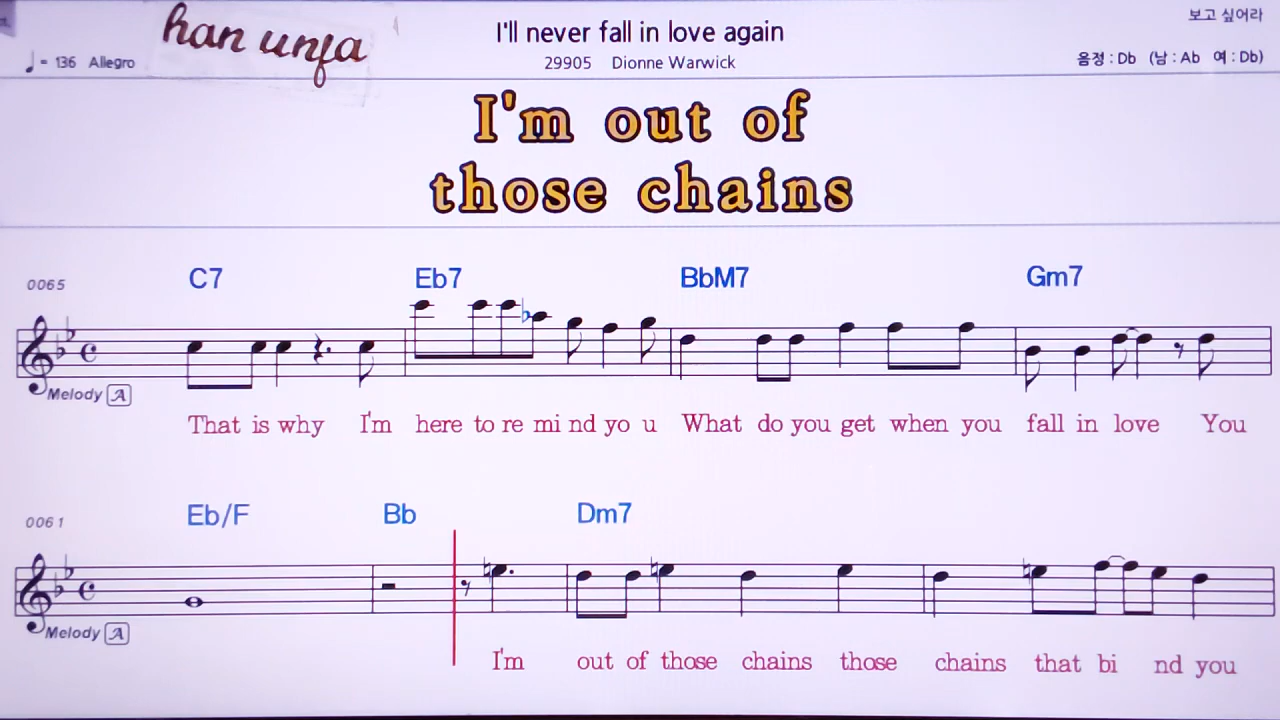 han unja
I'll never fall in love again
보고 싶어라
♩ = 136 Allegro
29905 Dionne Warwick
음정 : Db (남 : Ab 여 : Db)
I'm out of
those chains
0065
C7 Eb7 BbM7 Gm7
Melody A
That is why I'm here to re mi nd yo u What do you get when you fall in love You
0061
Eb/F Bb Dm7
Melody A
I'm out of those chains those chains that bi nd you